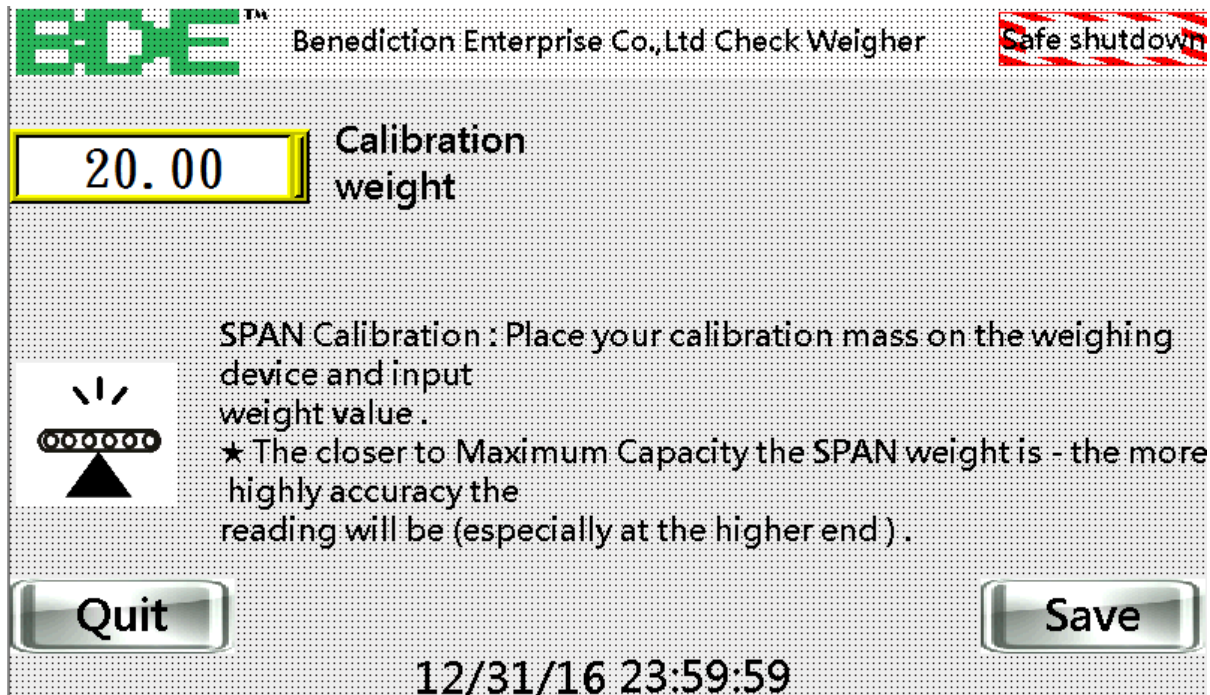 BDE™
Benediction Enterprise Co.,Ltd Check Weigher
Safe shutdown
20.00
Calibration
weight
SPAN Calibration : Place your calibration mass on the weighing
device and input
weight value .
★ The closer to Maximum Capacity the SPAN weight is - the more
highly accuracy the
reading will be (especially at the higher end ) .
Quit
Save
12/31/16 23:59:59